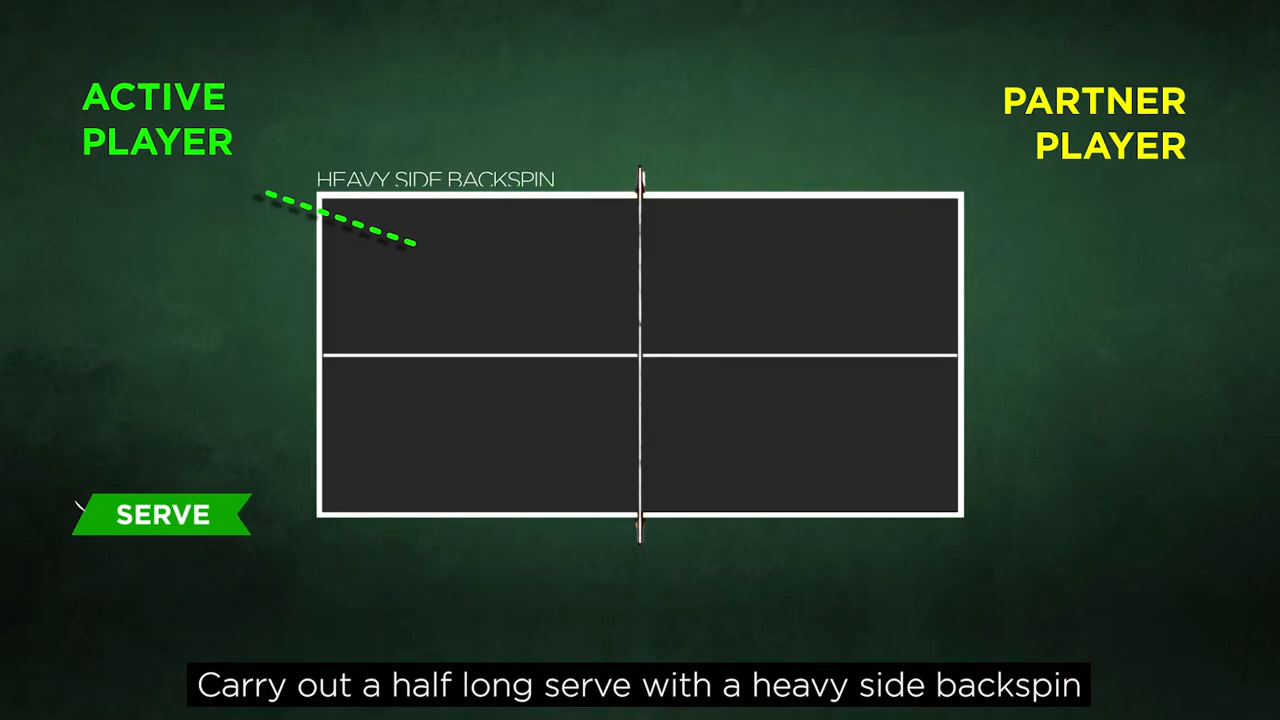 ACTIVE
PLAYER
PARTNER
PLAYER
HEAVY SIDE BACKSPIN
SERVE
Carry out a half long serve with a heavy side backspin